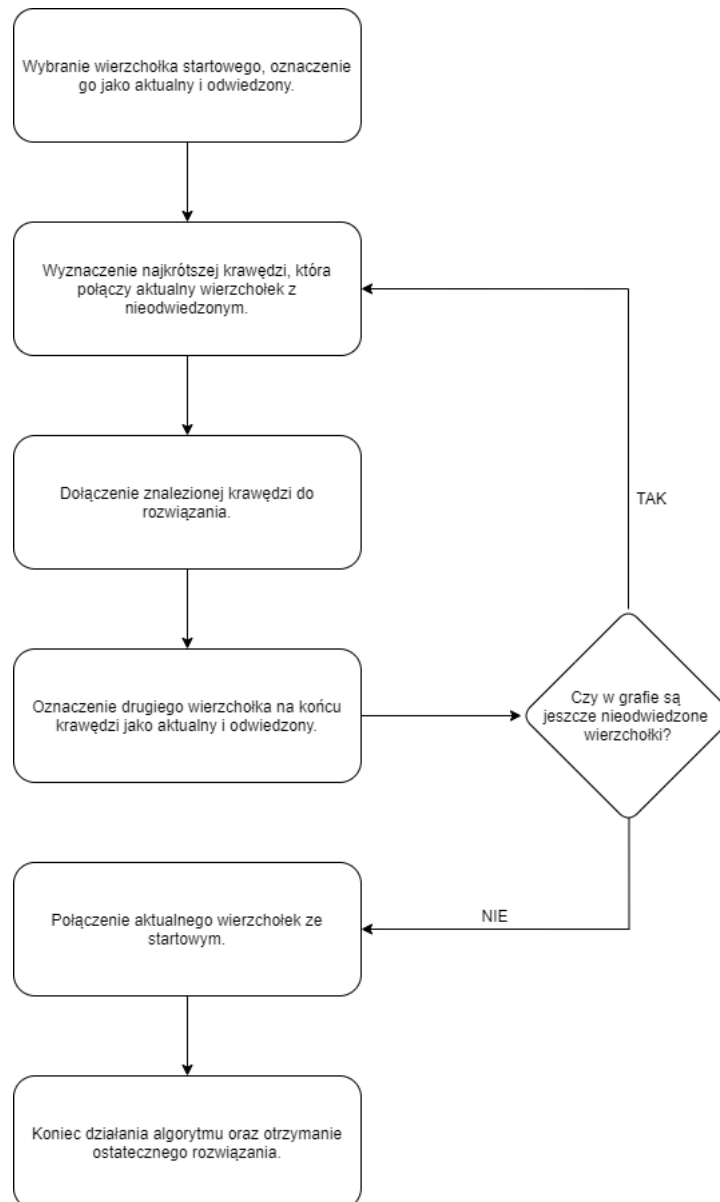 Wybranie wierzchołka startowego, oznaczenie
go jako aktualny i odwiedzony.
Wyznaczenie najkrótszej krawędzi, która
połączy aktualny wierzchołek z
nieodwiedzonym.
Dołączenie znalezionej krawędzi do
rozwiązania.
Oznaczenie drugiego wierzchołka na końcu
krawędzi jako aktualny i odwiedzony.
Czy w grafie są
jeszcze nieodwiedzone
wierzchołki?
TAK
NIE
Połączenie aktualnego wierzchołek ze
startowym.
Koniec działania algorytmu oraz otrzymanie
ostatecznego rozwiązania.